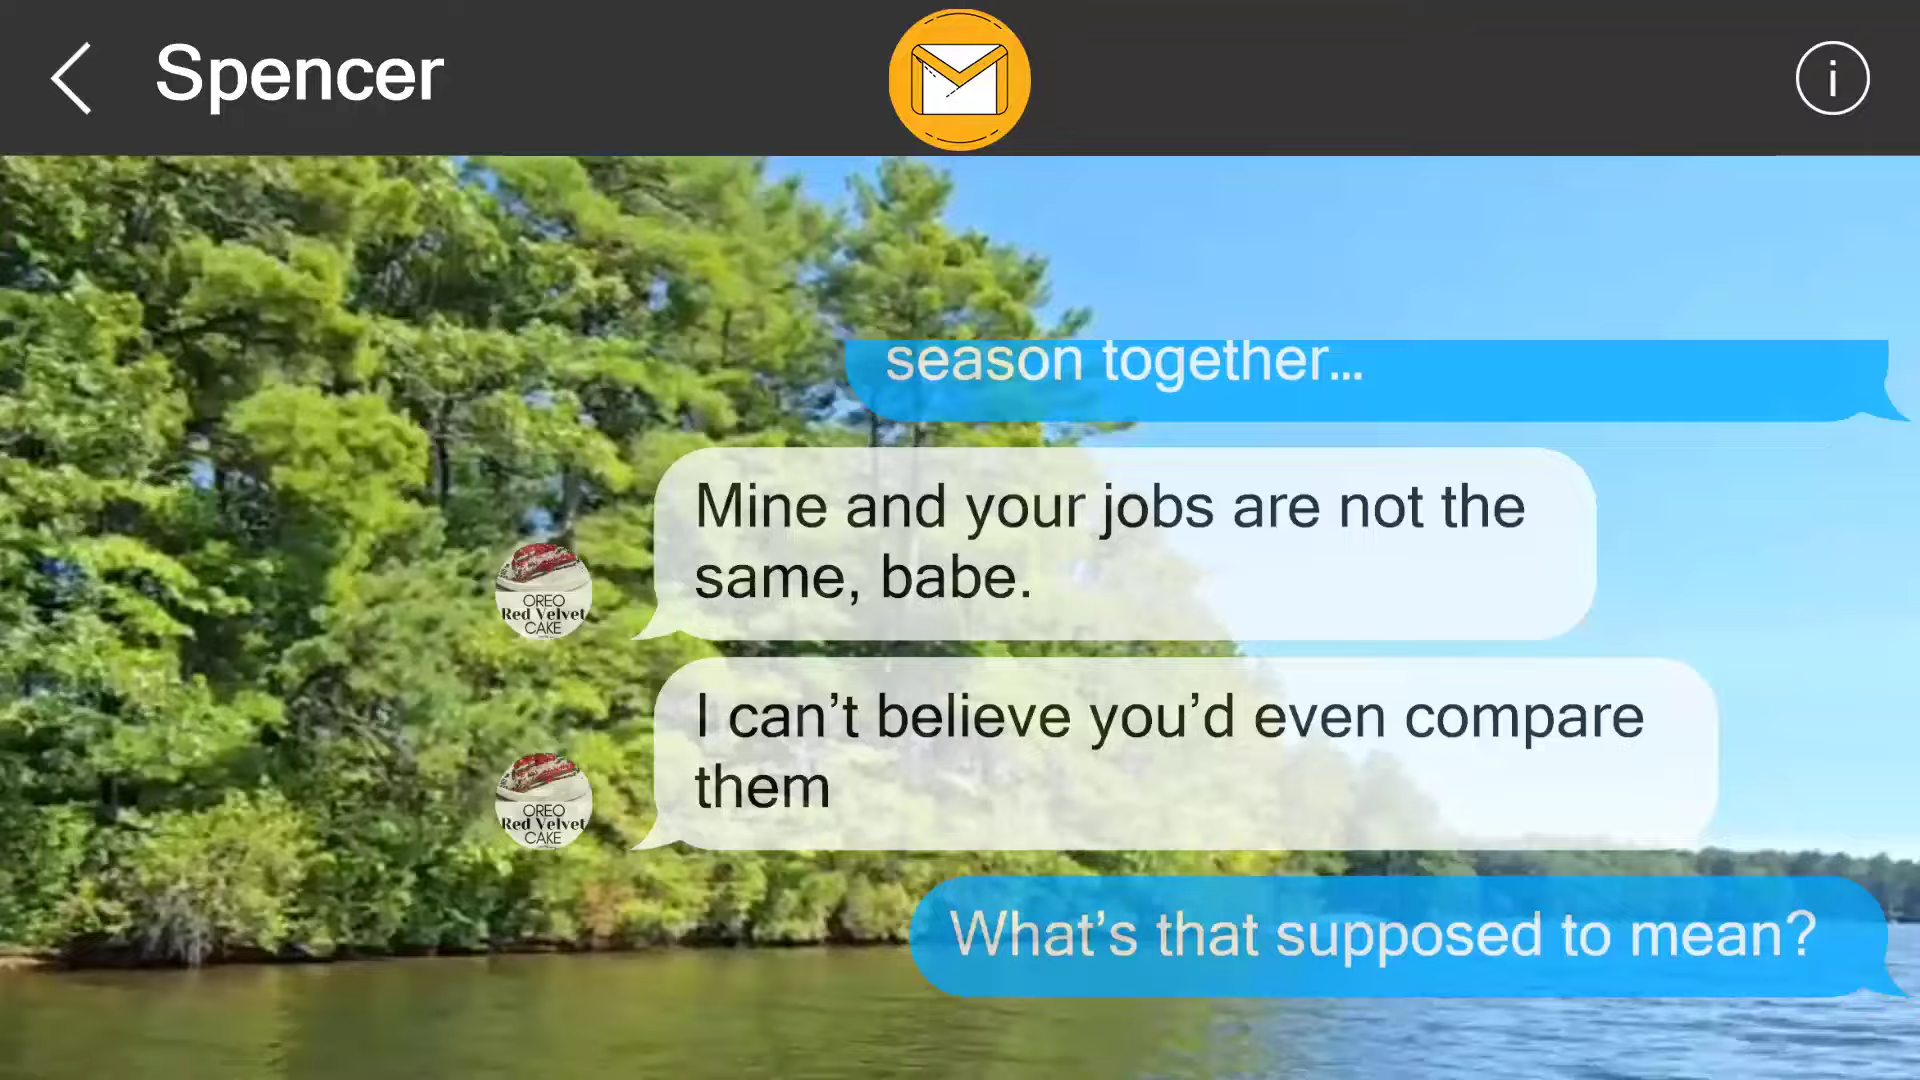 Spencer
i
season together...
Mine and your jobs are not the
same, babe.
OREO
Red Velvet
CAKE
I can’t believe you’d even compare
them
OREO
Red Velvet
CAKE
What’s that supposed to mean?